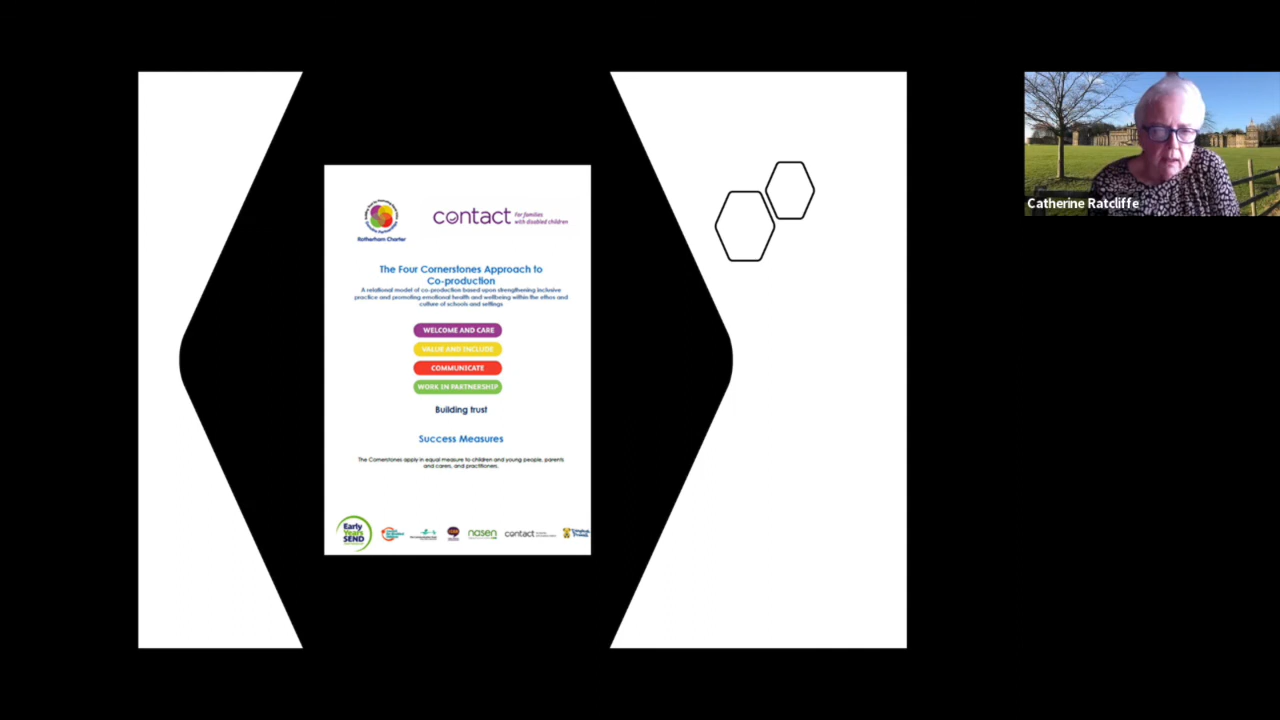 Rotherham Charter
contact
For families
with disabled children
The Four Cornerstones Approach to
Co-production
A relational model of co-production based upon strengthening inclusive
practice and promoting emotional health and wellbeing within the ethos and
culture of schools and settings
WELCOME AND CARE
VALUE AND INCLUDE
COMMUNICATE
WORK IN PARTNERSHIP
Building trust
Success Measures
The Cornerstones apply in equal measure to children and young people, parents
and carers, and practitioners.
Early
Years
SEND
nasen
contact
Catherine Ratcliffe